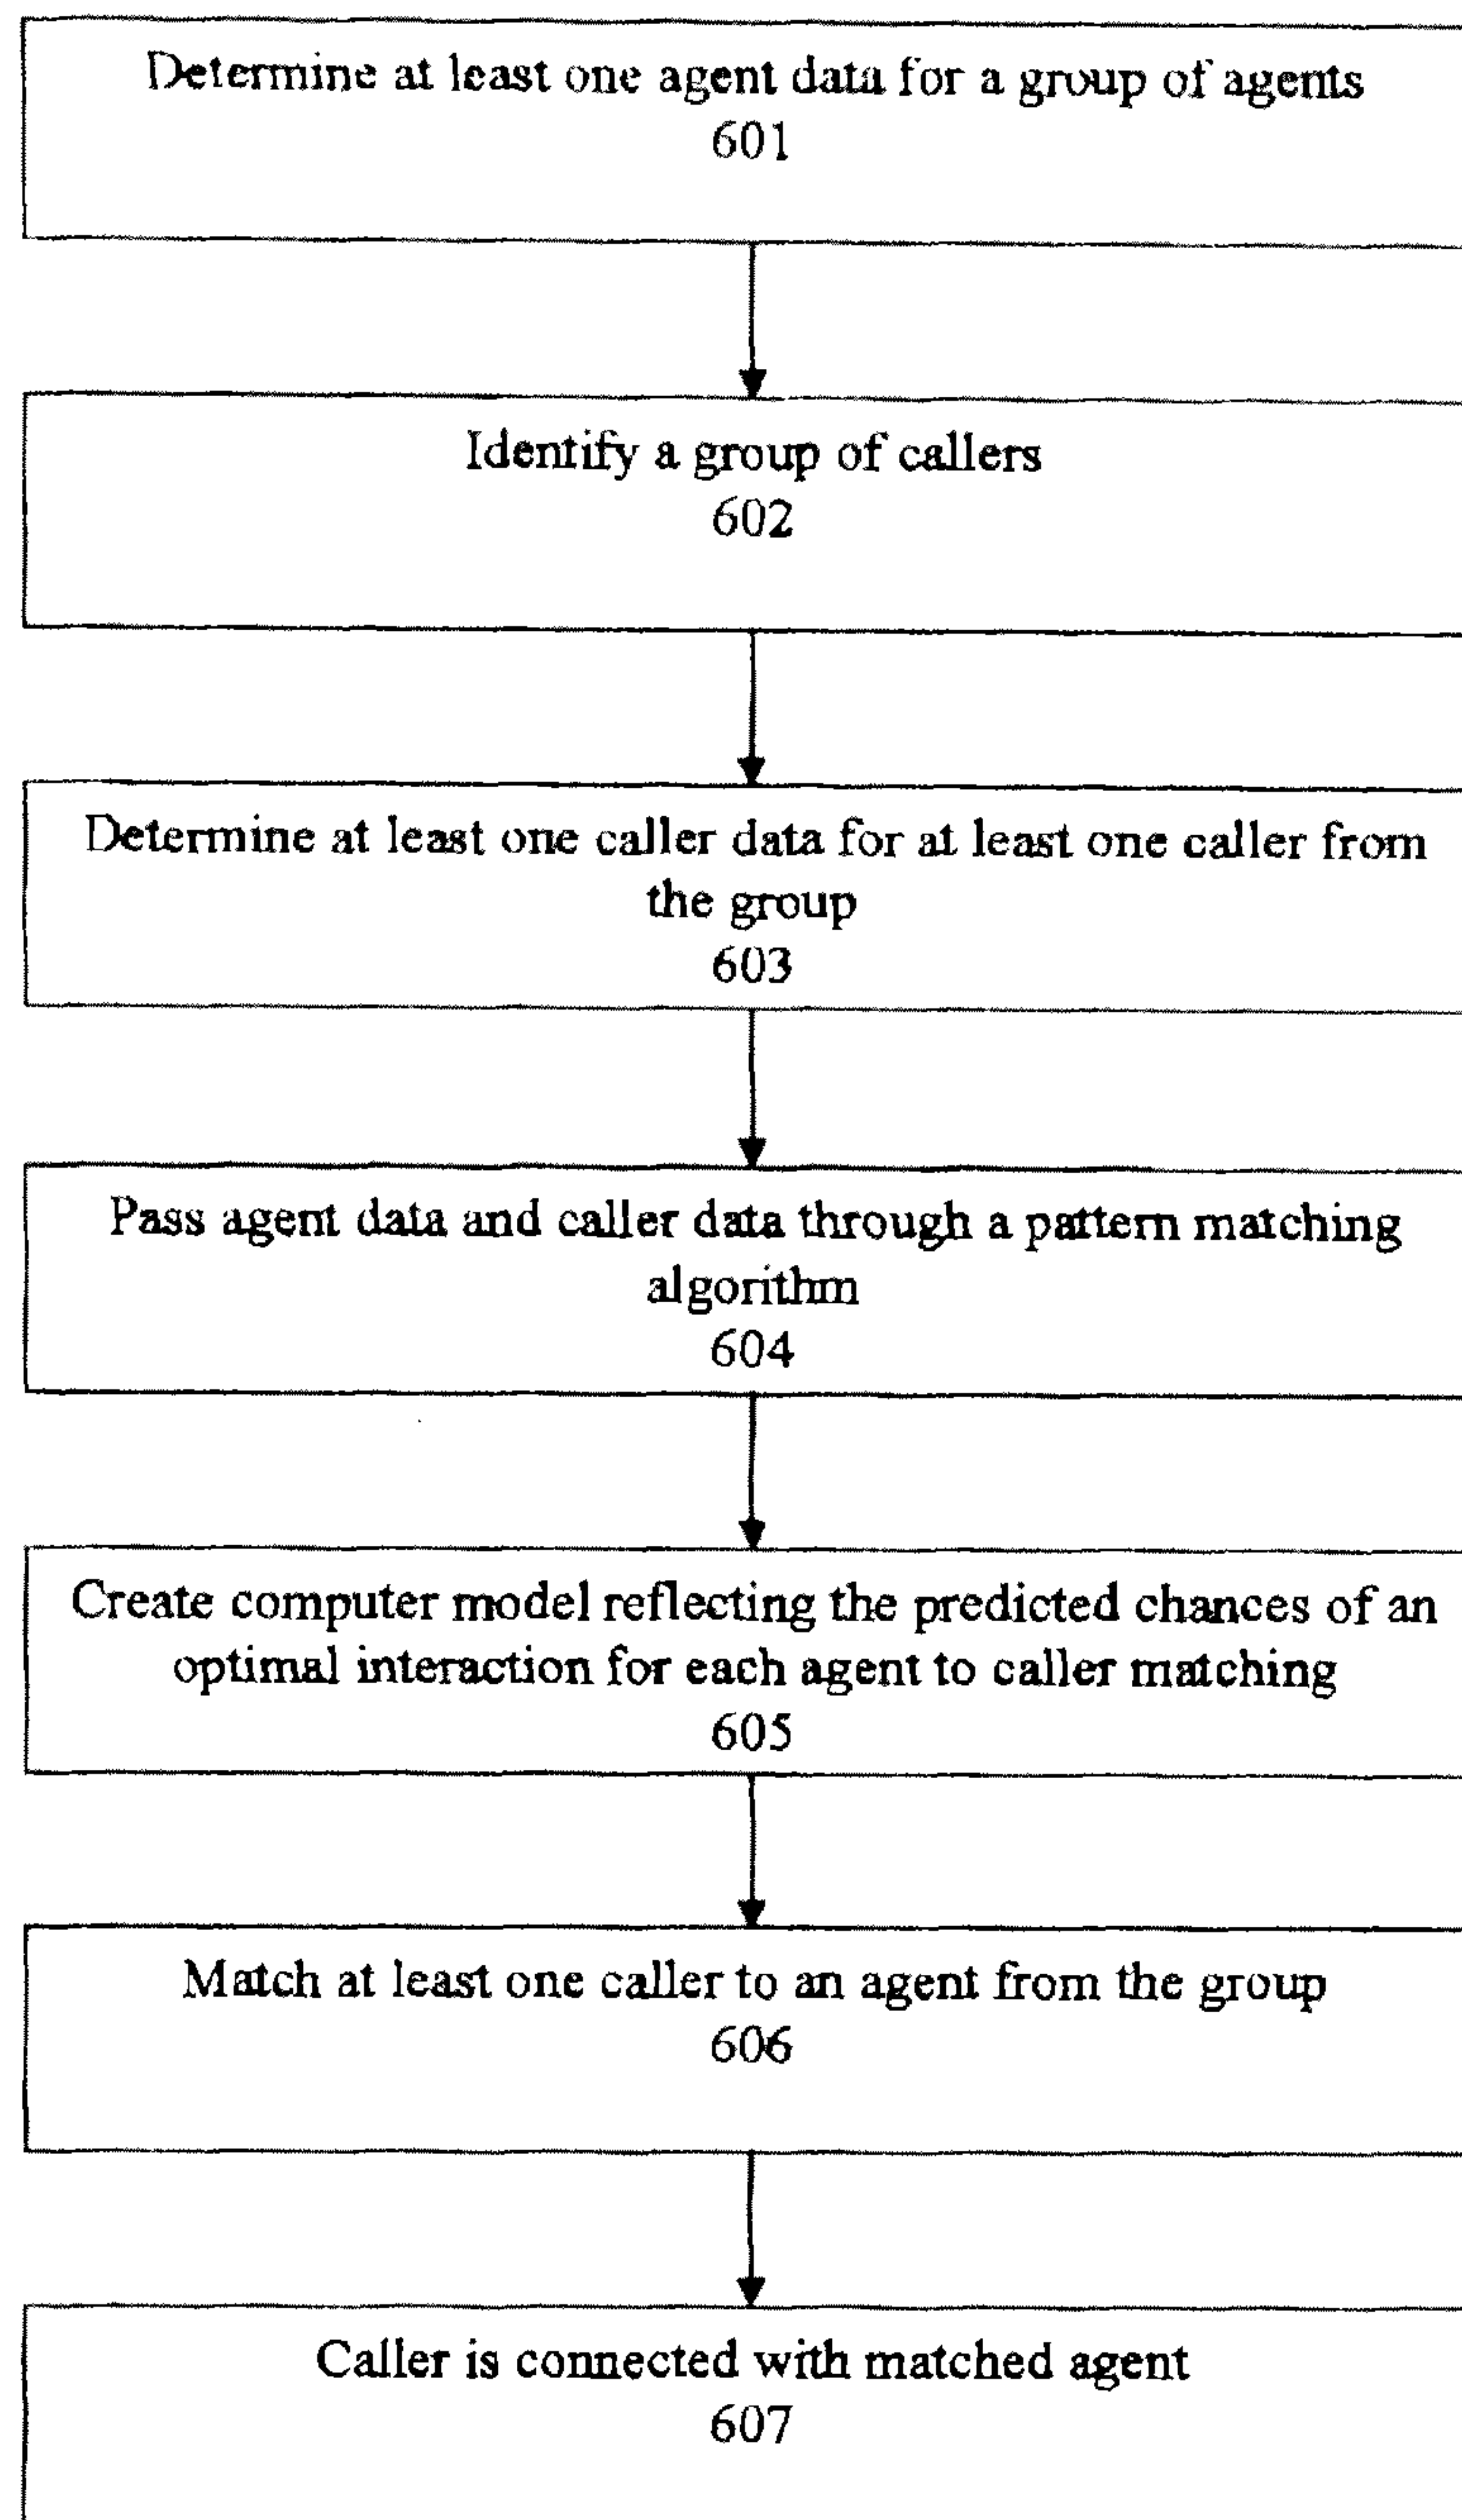 Determine at least one agent data for a group of agents
601
Identify a group of callers
602
Determine at least one caller data for at least one caller from
the group
603
Pass agent data and caller data through a pattern matching
algorithm
604
Create computer model reflecting the predicted chances of an
optimal interaction for each agent to caller matching
605
Match at least one caller to an agent from the group
606
Caller is connected with matched agent
607